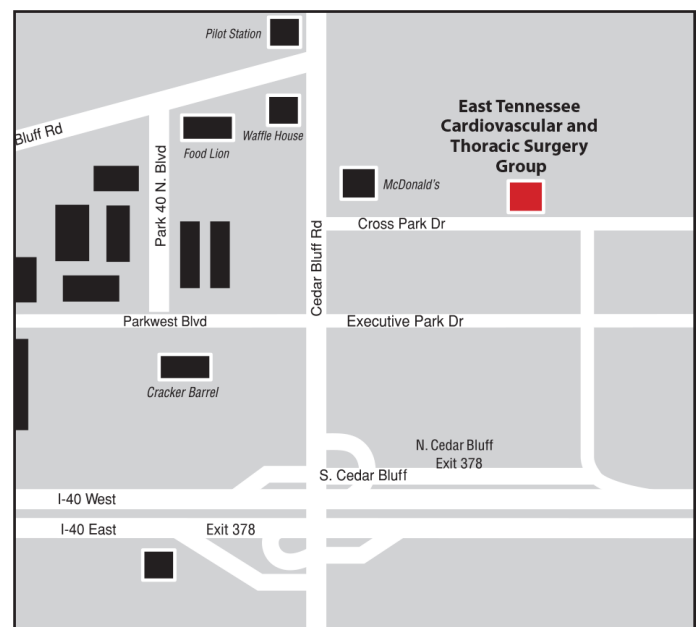 Pilot Station
East Tennessee
Cardiovascular and
Thoracic Surgery
Group
Bluff Rd
Waffle House
Food Lion
Park 40 N. Blvd
McDonald's
Cross Park Dr
Cedar Bluff Rd
Parkwest Blvd
Executive Park Dr
Cracker Barrel
N. Cedar Bluff
Exit 378
S. Cedar Bluff
I-40 West
I-40 East
Exit 378